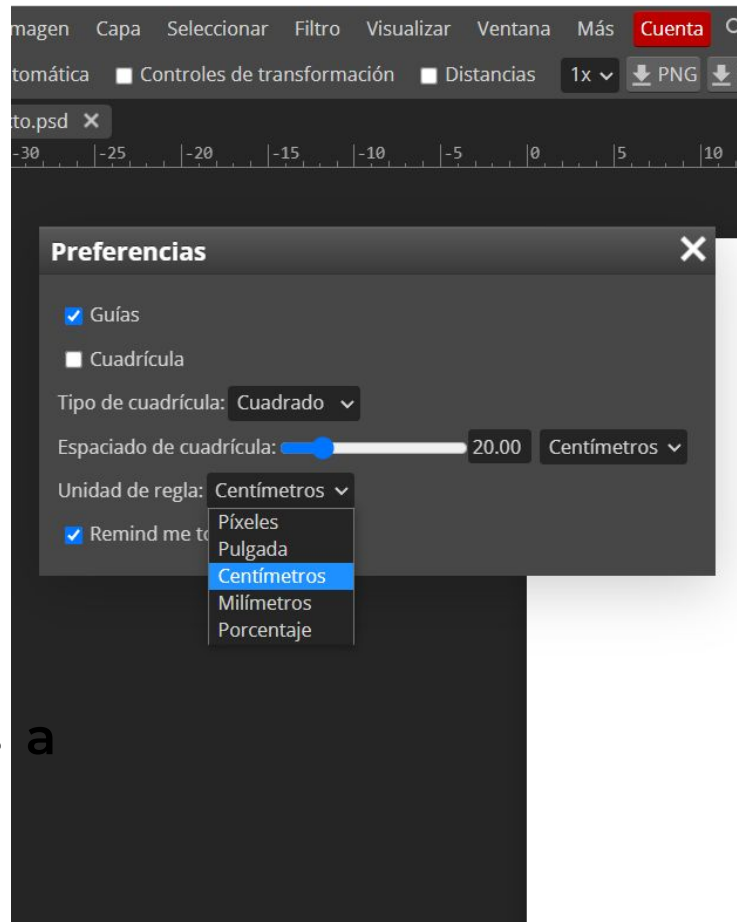 magen Capa Seleccionar Filtro Visualizar Ventana Más Cuenta
tomática Controles de transformación Distancias 1x PNG
to.psd
-30 -25 -20 -15 -10 -5 0 5 10
Preferencias
Guías
Cuadrícula
Tipo de cuadrícula: Cuadrado
Espaciado de cuadrícula: 20.00 Centímetros
Unidad de regla: Centímetros
Remind me to
Píxeles
Pulgada
Centímetros
Milímetros
Porcentaje
a